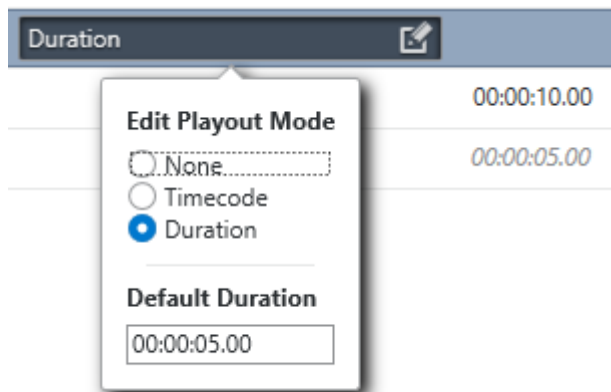 Duration
00:00:10.00
Edit Playout Mode
00:00:05.00
None
Timecode
Duration
Default Duration
00:00:05.00